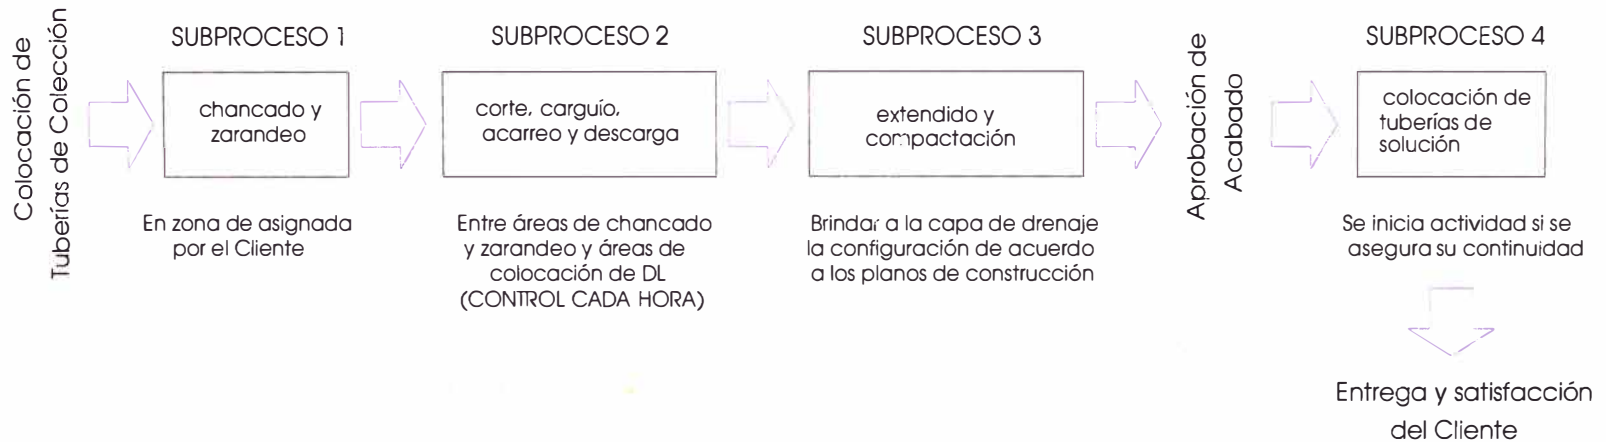 Colocación de
Tuberías de Colección
SUBPROCESO 1
chancado y
zarandeo
En zona de asignada
por el Cliente
SUBPROCESO 2
corte, carguío,
acarreo y descarga
Entre áreas de chancado
y zarandeo y áreas de
colocación de DL
(CONTROL CADA HORA)
SUBPROCESO 3
extendido y
compactación
Brindar a la capa de drenaje
la configuración de acuerdo
a los planos de construcción
Aprobación de
Acabado
SUBPROCESO 4
colocación de
tuberías de
solución
Se inicia actividad si se
asegura su continuidad
Entrega y satisfacción
del Cliente